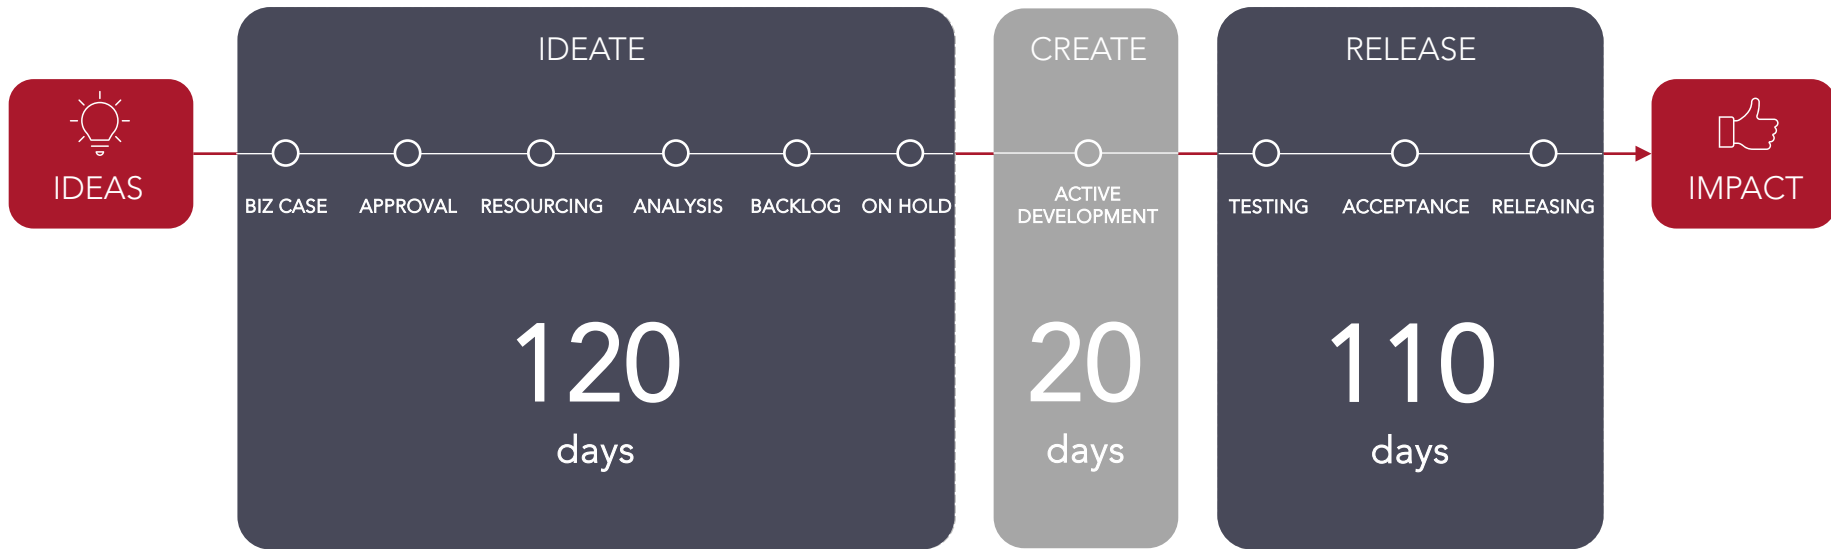 IDEAS
IDEATE
BIZ CASE
APPROVAL
RESOURCING
ANALYSIS
BACKLOG
ON HOLD
120
days
CREATE
ACTIVE
DEVELOPMENT
20
days
RELEASE
TESTING
ACCEPTANCE
RELEASING
110
days
IMPACT